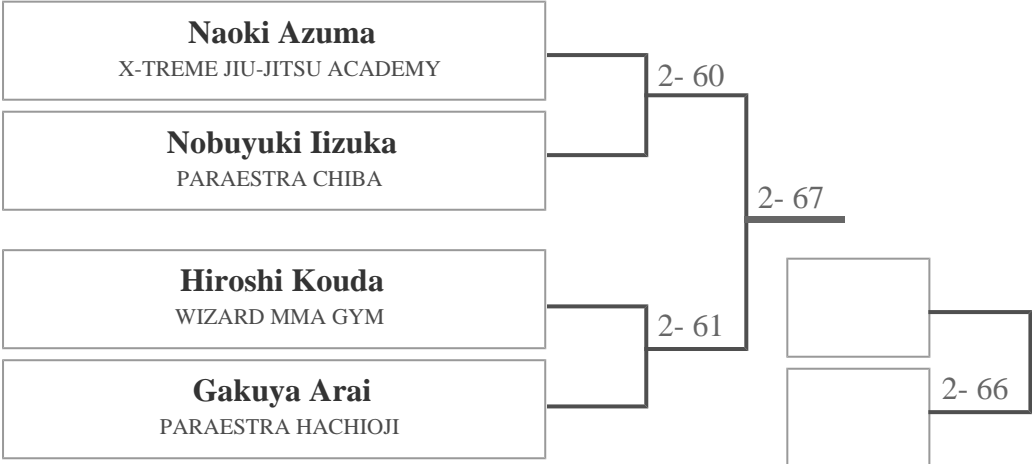 Naoki Azuma
X-TREME JIU-JITSU ACADEMY
2- 60
Nobuyuki Iizuka
PARAESTRA CHIBA
2- 67
Hiroshi Kouda
WIZARD MMA GYM
2- 61
Gakuya Arai
PARAESTRA HACHIOJI
2- 66